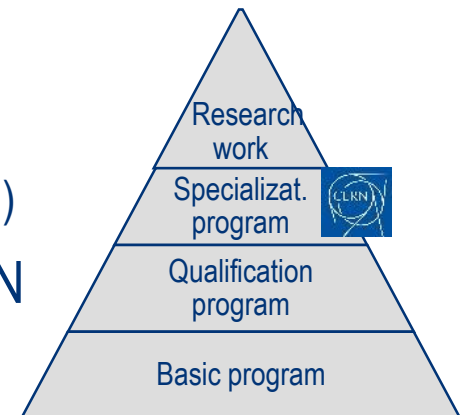 Research
work
)
Specializat.
program
CERN
N
Qualification
program
Basic program